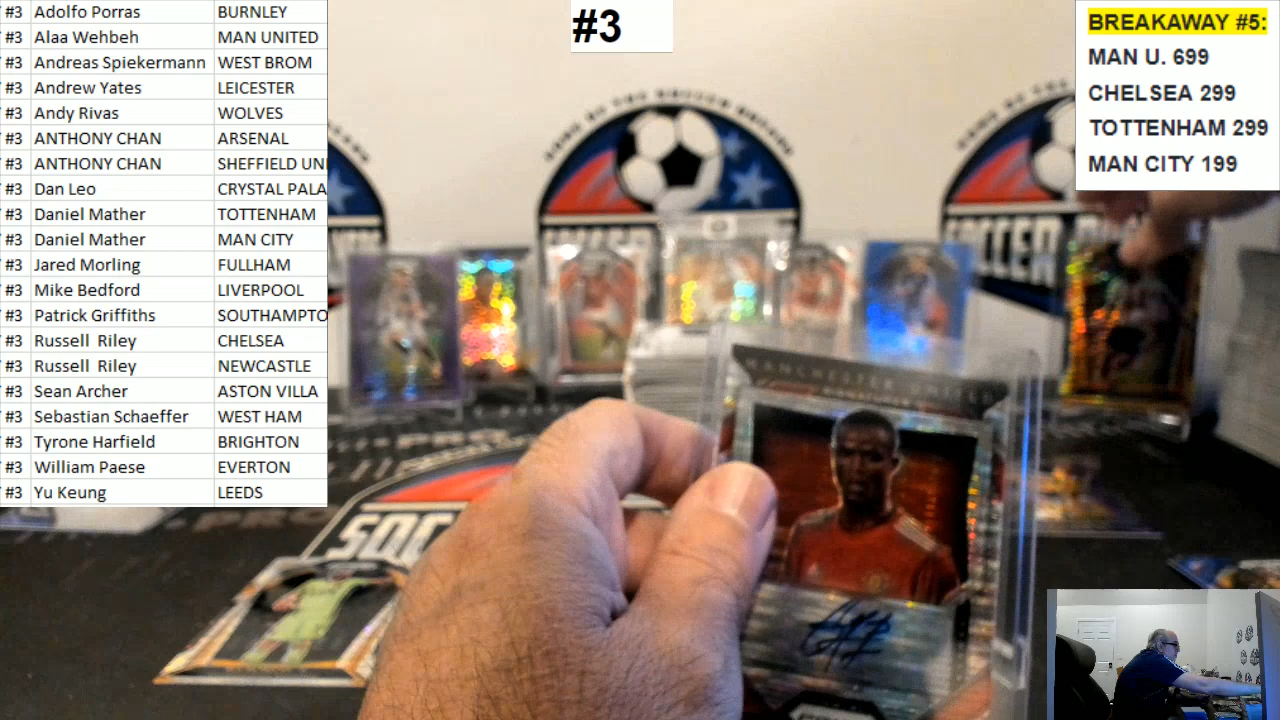 #3 Adolfo Porras BURNLEY
#3 Alaa Wehbeh MAN UNITED
#3 Andreas Spiekermann WEST BROM
#3 Andrew Yates LEICESTER
#3 Andy Rivas WOLVES
#3 ANTHONY CHAN ARSENAL
#3 ANTHONY CHAN SHEFFIELD UNI
#3 Dan Leo CRYSTAL PALA
#3 Daniel Mather TOTTENHAM
#3 Daniel Mather MAN CITY
#3 Jared Morling FULLHAM
#3 Mike Bedford LIVERPOOL
#3 Patrick Griffiths SOUTHAMPTO
#3 Russell Riley CHELSEA
#3 Russell Riley NEWCASTLE
#3 Sean Archer ASTON VILLA
#3 Sebastian Schaeffer WEST HAM
#3 Tyrone Harfield BRIGHTON
#3 William Paese EVERTON
#3 Yu Keung LEEDS
#3
BREAKAWAY #5:
MAN U. 699
CHELSEA 299
TOTTENHAM 299
MAN CITY 199
SOCCER
MANCHESTER UNITED
SOC